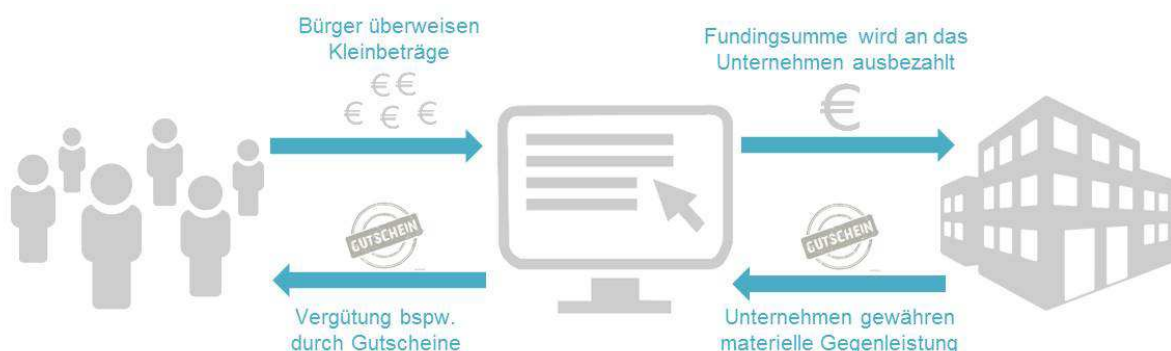 Bürger überweisen
Kleinbeträge
€ €
€ € €
Fundingsumme wird an das
Unternehmen ausbezahlt
€
GUTSCHEIN
GUTSCHEIN
Vergütung bspw.
durch Gutscheine
Unternehmen gewähren
materielle Gegenleistung